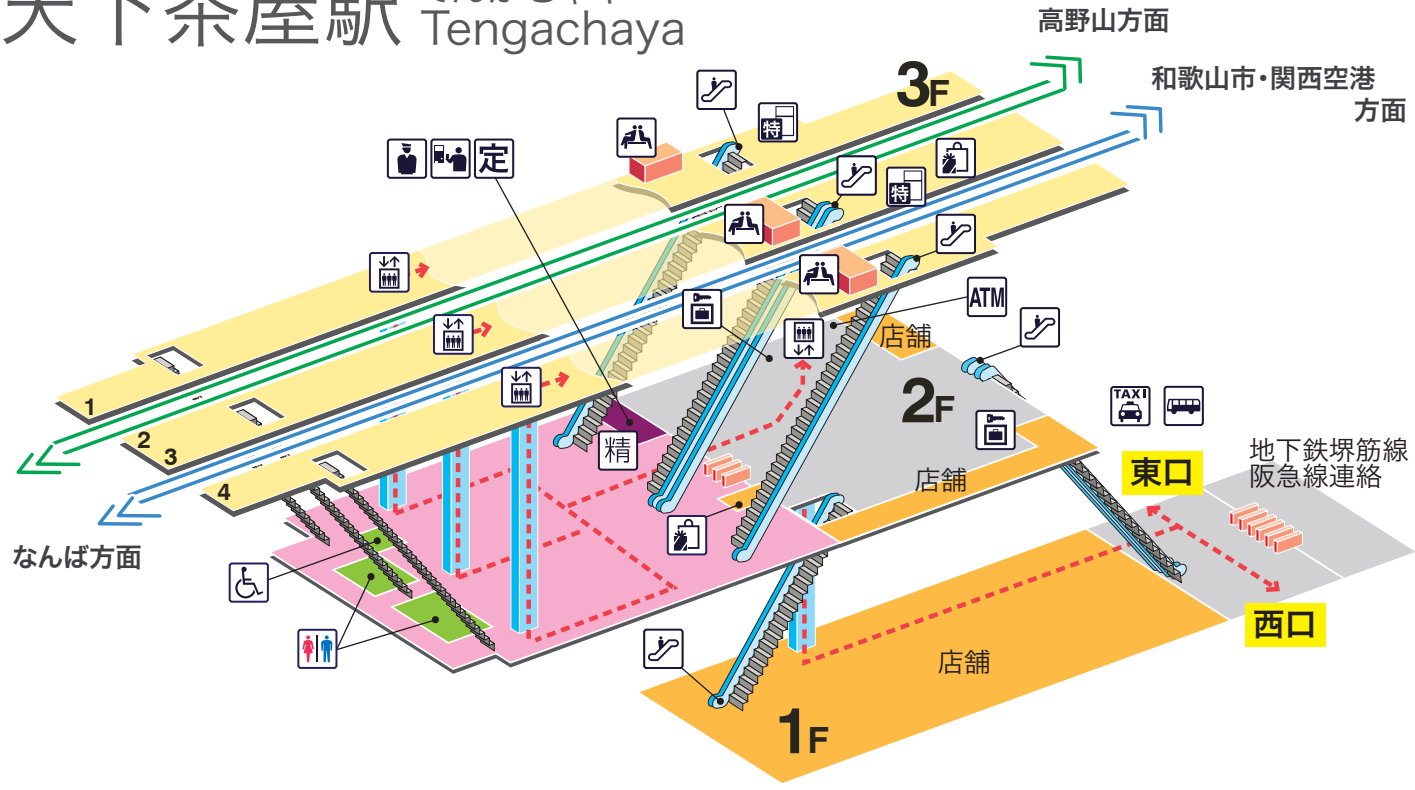 天下茶屋駅
Tengachaya
高野山方面
和歌山市・関西空港
方面
3F
特
定
特
ATM
店舗
2F
1
2
3
4
精
TAXI
地下鉄堺筋線
阪急線連絡
東口
店舗
なんば方面
西口
店舗
1F